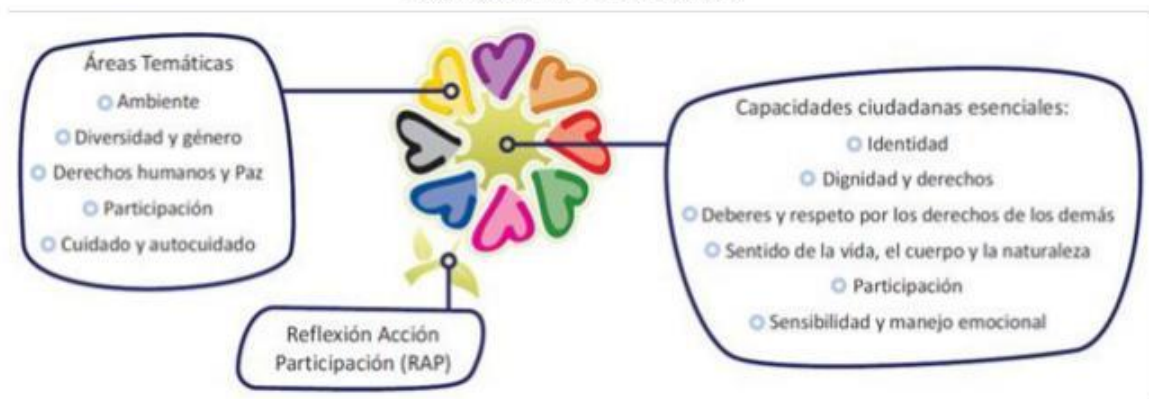 Áreas Temáticas
Ambiente
Diversidad y género
Derechos humanos y Paz
Participación
Cuidado y autocuidado
Reflexión Acción
Participación (RAP)
Capacidades ciudadanas esenciales:
Identidad
Dignidad y derechos
Deberes y respeto por los derechos de los demás
Sentido de la vida, el cuerpo y la naturaleza
Participación
Sensibilidad y manejo emocional